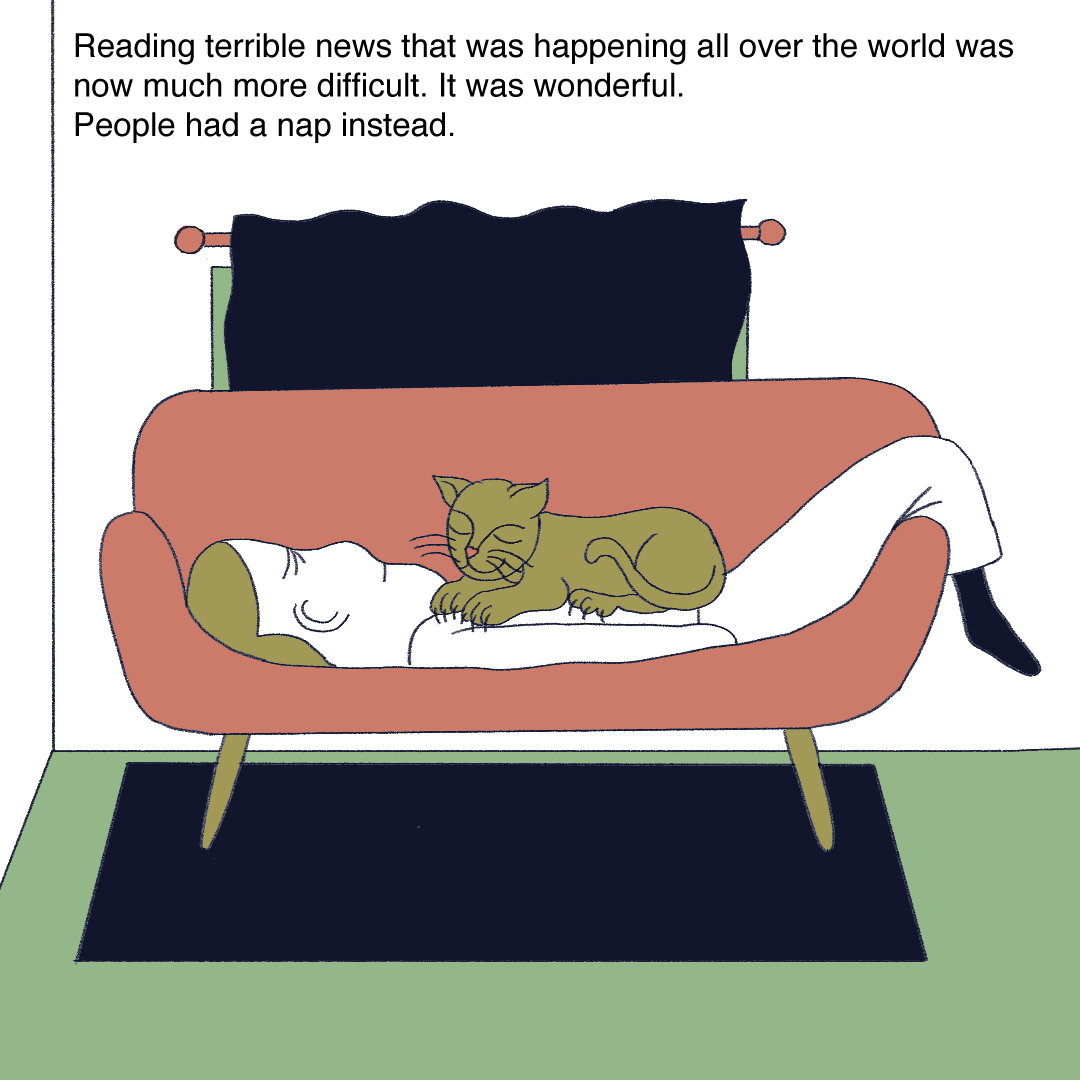 Reading terrible news that was happening all over the world was
now much more difficult. It was wonderful.
People had a nap instead.